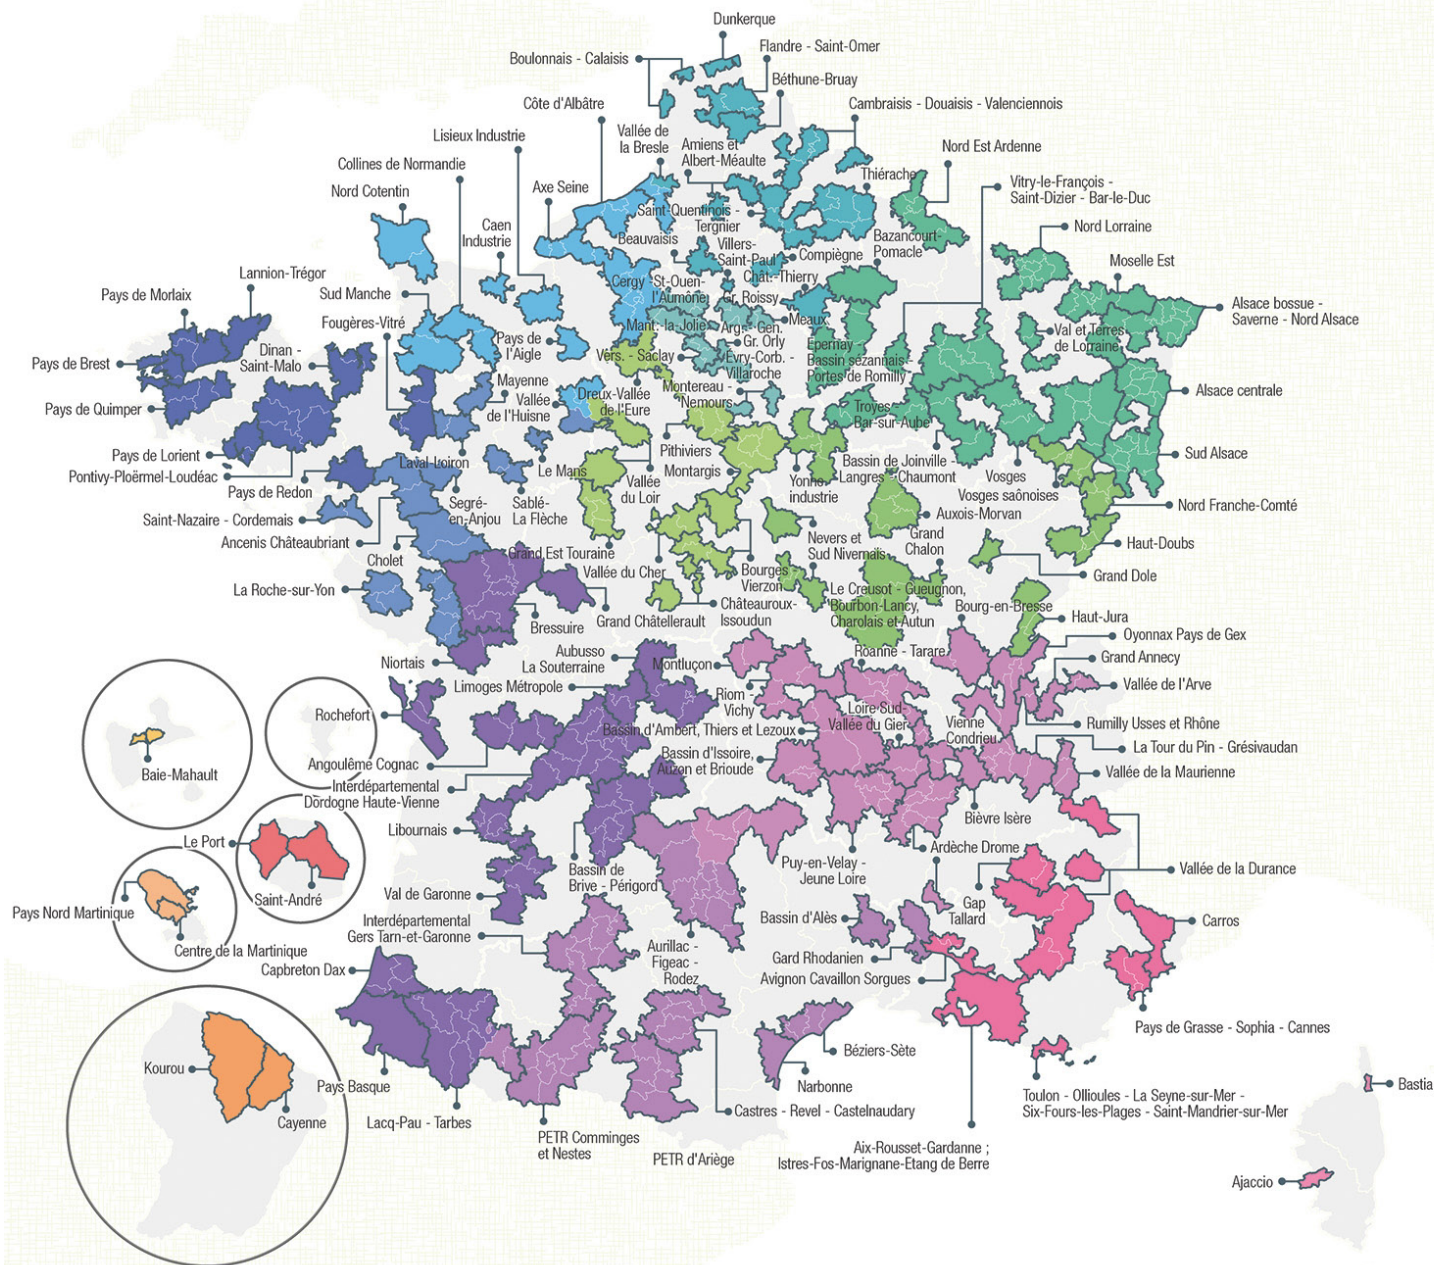 Dunkerque
Flandre - Saint-Omer
Boulonnais - Calaisis
Béthune-Bruay
Côte d'Albâtre
Cambraisis - Douaisis - Valenciennois
Vallée de
la Bresle
Lisieux Industrie
Amiens et
Albert-Méaulte
Nord Est Ardenne
Collines de Normandie
Thiérache
Vitry-le-François -
Saint-Dizier - Bar-le-Duc
Nord Cotentin
Axe Seine
Saint-Quentinois -
Tergnier
Caen
Industrie
Beauvaisis
Villers-
Saint-Paul
Compiègne
Bazancourt-
Pomacle
Nord Lorraine
Moselle Est
Lannion-Trégor
Chât.-Thierry
Cergy
St-Ouen-
l'Aumône
Gr. Roissy
Pays de Morlaix
Sud Manche
Alsace bossue -
Saverne - Nord Alsace
Fougères-Vitré
Mant.-la-Jolie
Arg.- Gen.
Meaux
Val et Terres
de Lorraine
Pays de
l'Aigle
Gr. Orly
Epernay -
Bassin sézannais -
Portes de Romilly
Pays de Brest
Dinan -
Saint-Malo
Vers. - Saclay
Evry-Corb. -
Villaroche
Mayenne
Vallée
de l'Huisne
Dreux-Vallée
de l'Eure
Montereau -
Nemours
Alsace centrale
Pays de Quimper
Troyes -
Bar-sur-Aube
Pays de Lorient
Pithiviers
Sud Alsace
Pontivy-Ploërmel-Loudéac
Laval-Loiron
Le Mans
Montargis
Bassin de Joinville -
Langres - Chaumont
Vosges
Pays de Redon
Vallée
du Loir
Yonne
industrie
Vosges saônoises
Nord Franche-Comté
Sablé-
La Flèche
Segré-
en-Anjou
Auxois-Morvan
Saint-Nazaire - Cordemais
Ancenis Châteaubriant
Nevers et
Sud Nivernais
Grand
Chalon
Haut-Doubs
Cholet
Grand Est Touraine
Vallée du Cher
Bourges -
Vierzon
Grand Dole
La Roche-sur-Yon
Le Creusot - Gueugnon,
Bourbon-Lancy,
Charolais et Autun
Châteauroux-
Issoudun
Bourg-en-Bresse
Bressuire
Grand Châtellerault
Haut-Jura
Oyonnax Pays de Gex
Niortais
Aubusso
La Souterraine
Montluçon
Roanne - Tarare
Grand Annecy
Limoges Métropole
Riom -
Vichy
Vallée de l'Arve
Rochefort
Loire Sud-
Vallée du Gier
Vienne
Condrieu
Rumilly Usses et Rhône
Bassin d'Ambert, Thiers et Lezoux
La Tour du Pin - Grésivaudan
Angoulême Cognac
Bassin d'Issoire,
Auzon et Brioude
Vallée de la Maurienne
Baie-Mahault
Interdépartemental
Dordogne Haute-Vienne
Bièvre Isère
Libournais
Le Port
Ardèche Drome
Puy-en-Velay -
Jeune Loire
Vallée de la Durance
Bassin de
Brive - Périgord
Saint-André
Val de Garonne
Gap
Tallard
Pays Nord Martinique
Interdépartemental
Gers Tarn-et-Garonne
Bassin d'Alès
Carros
Centre de la Martinique
Aurillac -
Figeac -
Rodez
Gard Rhodanien
Capbreton Dax
Avignon Cavaillon Sorgues
Pays de Grasse - Sophia - Cannes
Béziers-Sète
Kourou
Pays Basque
Narbonne
Bastia
Toulon - Ollioules - La Seyne-sur-Mer -
Six-Fours-les-Plages - Saint-Mandrier-sur-Mer
Cayenne
Lacq-Pau - Tarbes
Castres - Revel - Castelnaudary
PETR Comminges
et Nestes
PETR d'Ariège
Aix-Rousset-Gardanne ;
Istres-Fos-Marignane-Etang de Berre
Ajaccio